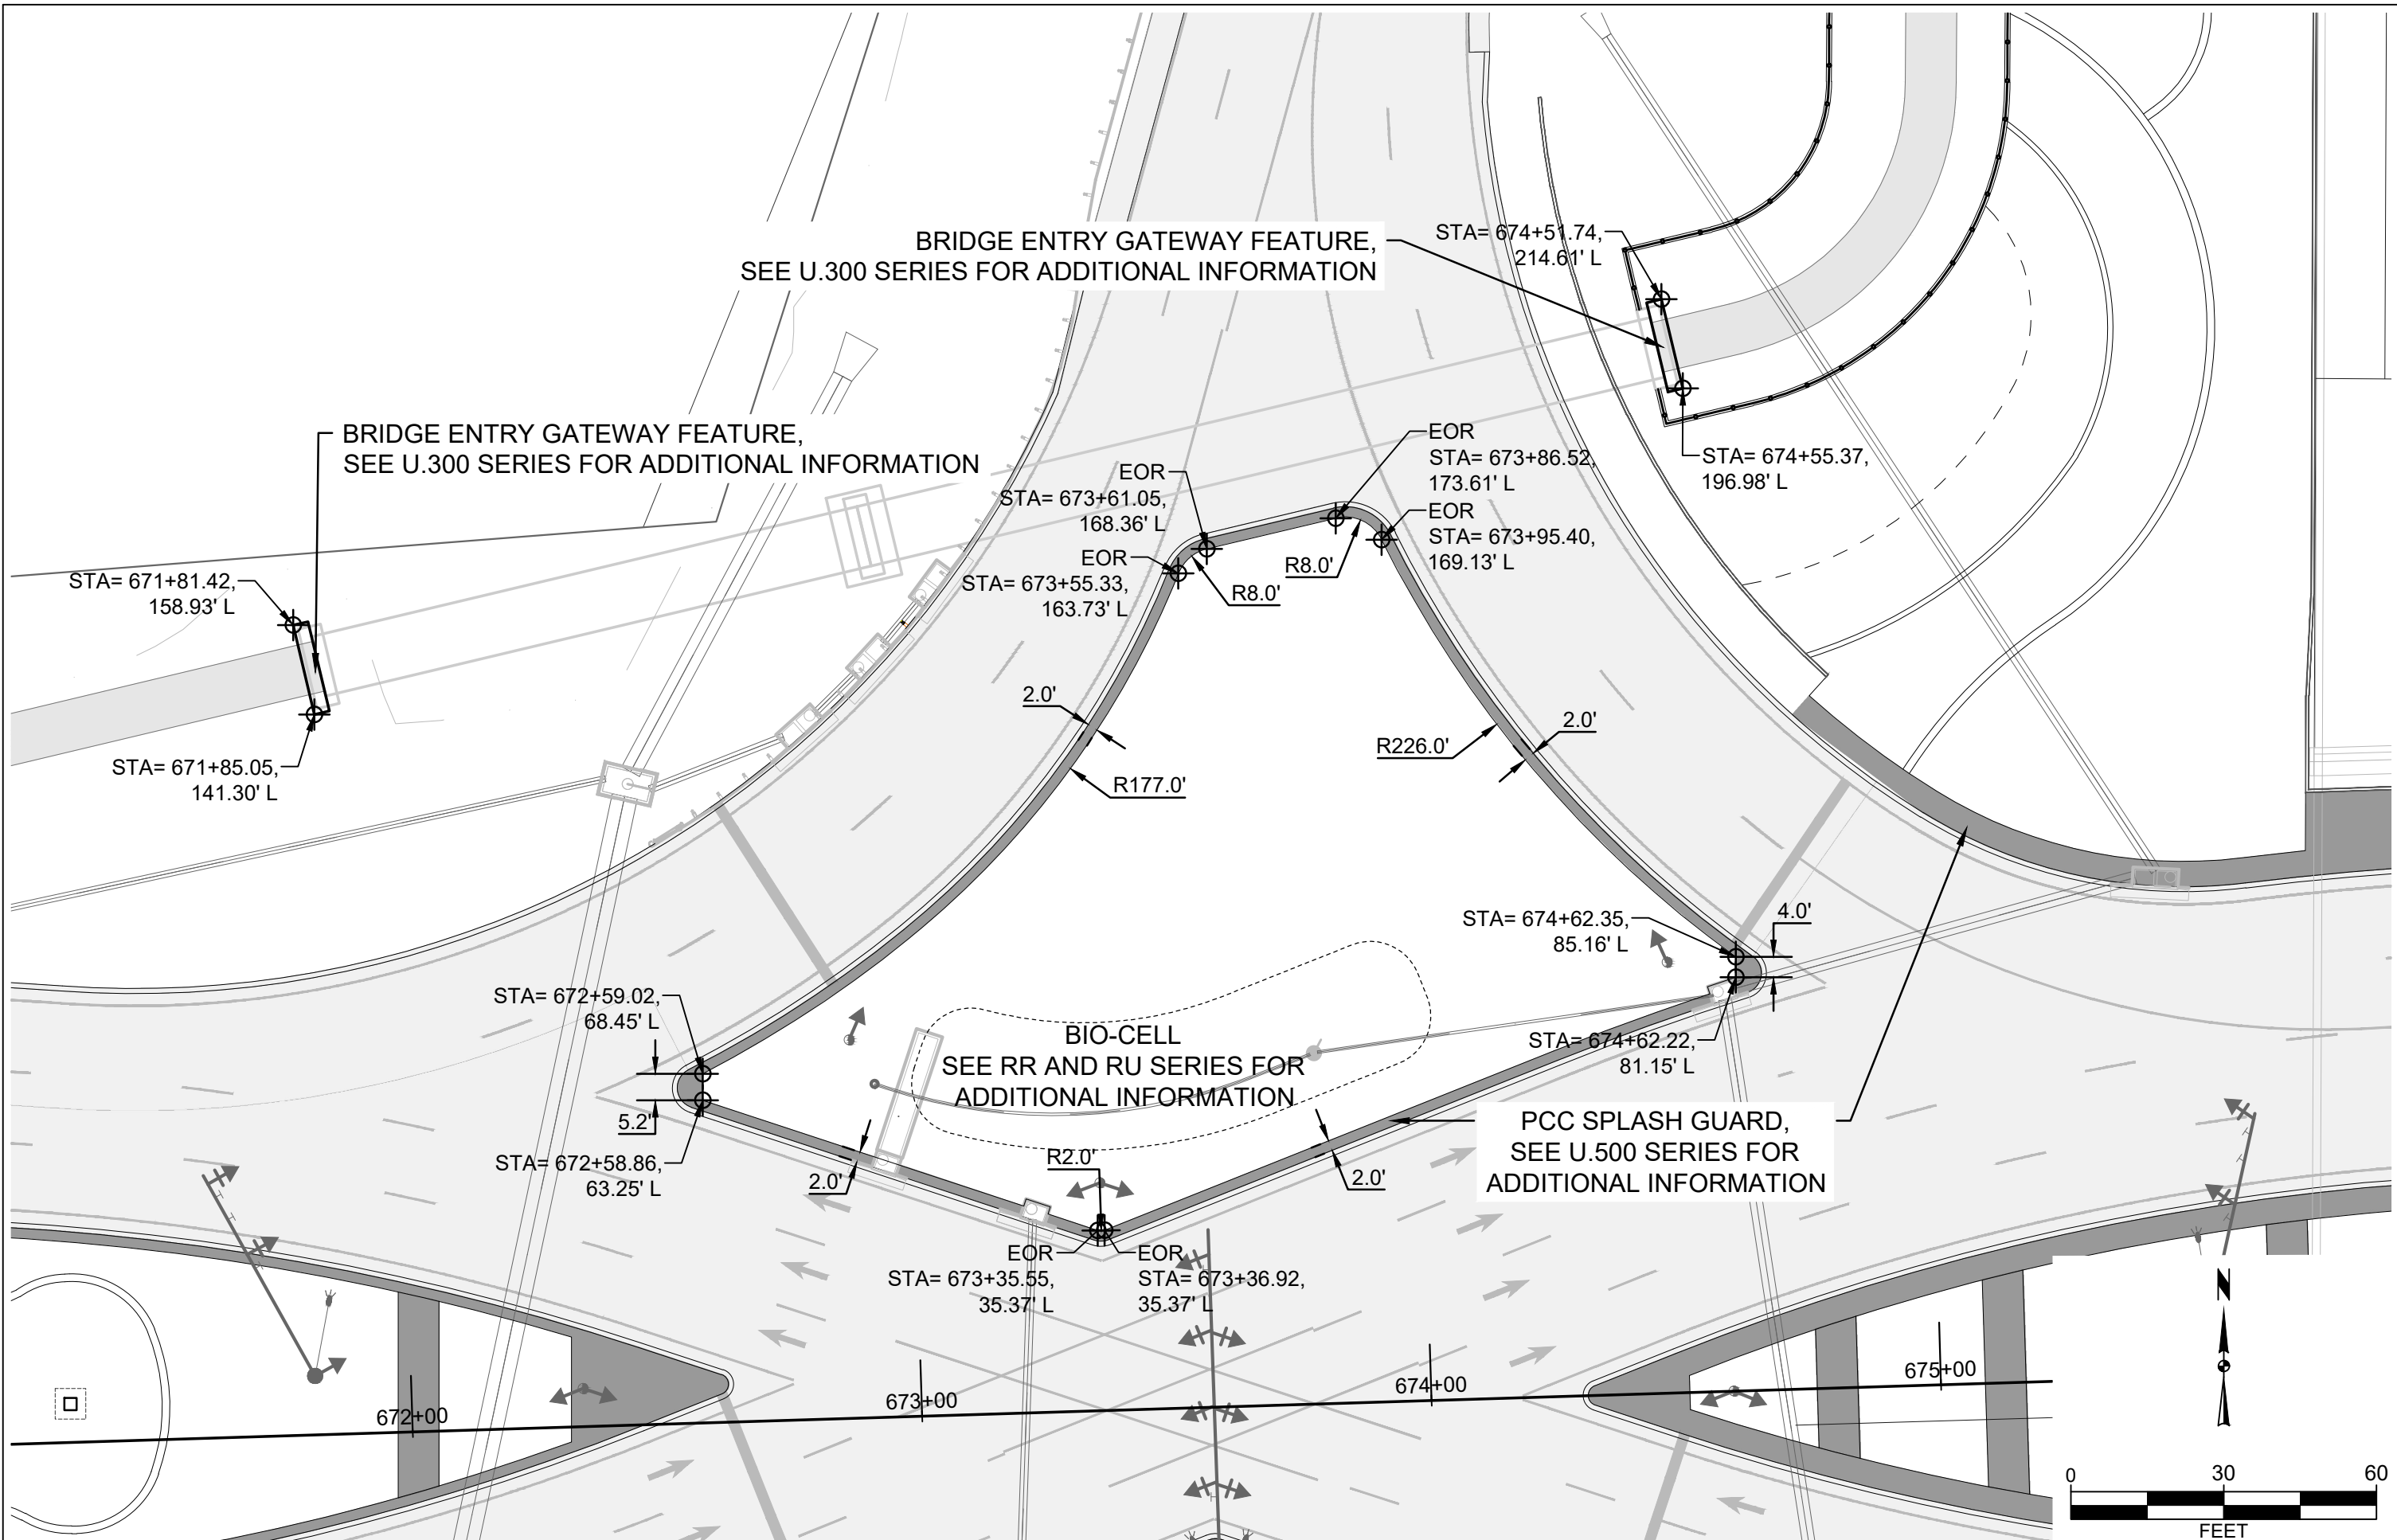 BRIDGE ENTRY GATEWAY FEATURE,
SEE U.300 SERIES FOR ADDITIONAL INFORMATION
STA= 674+51.74,
214.61' L
BRIDGE ENTRY GATEWAY FEATURE,
SEE U.300 SERIES FOR ADDITIONAL INFORMATION
STA= 674+55.37,
196.98' L
EOR
STA= 673+86.52,
173.61' L
EOR
STA= 673+95.40,
169.13' L
EOR
STA= 673+61.05,
168.36' L
EOR
STA= 673+55.33,
163.73' L
R8.0'
R8.0'
STA= 671+81.42,
158.93' L
STA= 671+85.05,
141.30' L
2.0'
R177.0'
2.0'
R226.0'
STA= 674+62.35,
85.16' L
4.0'
STA= 672+59.02,
68.45' L
BIO-CELL
SEE RR AND RU SERIES FOR
ADDITIONAL INFORMATION
STA= 674+62.22,
81.15' L
5.2'
STA= 672+58.86,
63.25' L
2.0'
R2.0'
2.0'
PCC SPLASH GUARD,
SEE U.500 SERIES FOR
ADDITIONAL INFORMATION
EOR
STA= 673+35.55,
35.37' L
EOR
STA= 673+36.92,
35.37' L
672+00
673+00
674+00
675+00
N
0 30 60
FEET